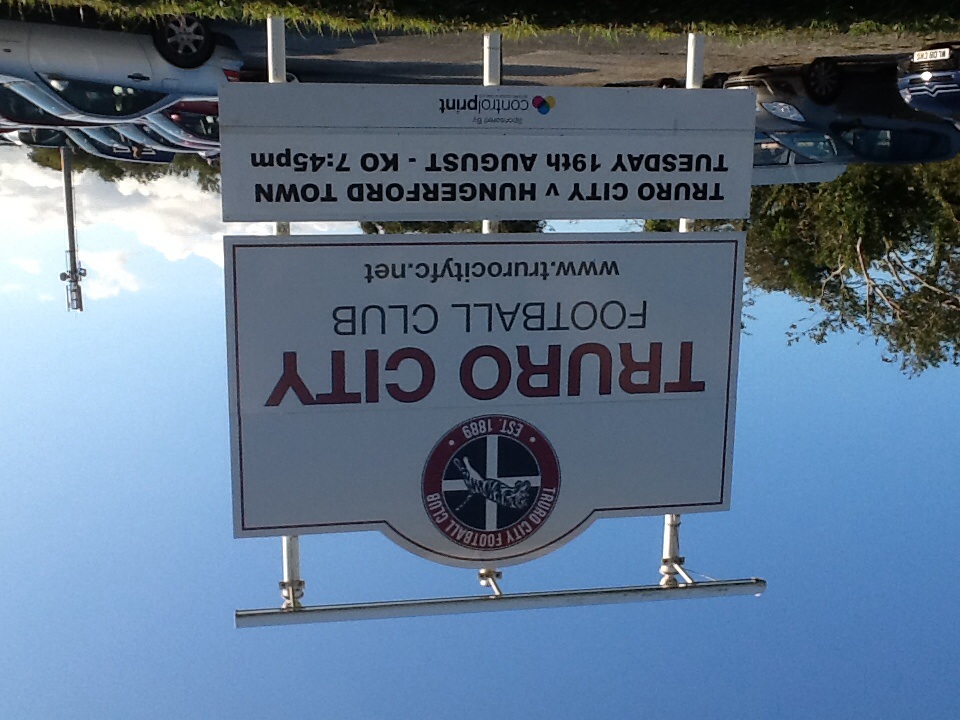 TRURO CITY FOOTBALL CLUB
EST. 1889
TRURO CITY
FOOTBALL CLUB
www.trurocityfc.net
TRURO CITY v HUNGERFORD TOWN
TUESDAY 19th AUGUST - KO 7:45pm
Sponsored By
controlprint